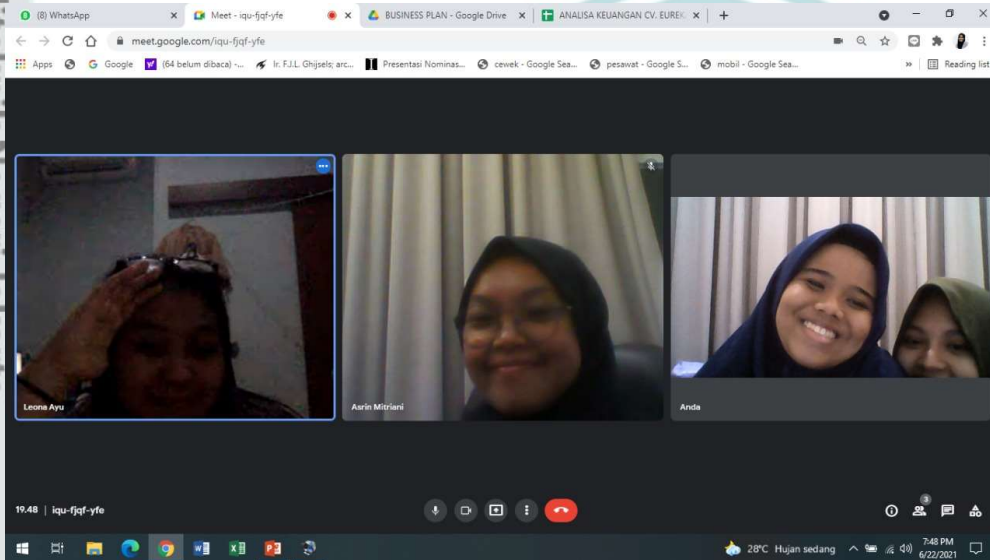 (8) WhatsApp
Meet - iqu-fjqf-yfe
BUSINESS PLAN - Google Drive
ANALISA KEUANGAN CV. EUREK
meet.google.com/iqu-fjqf-yfe
Apps
Google
(64 belum dibaca) -...
Ir. F.J.L. Ghijsels; arc...
Presentasi Nominas...
cewek - Google Sea...
pesawat - Google S...
mobil - Google Sea...
Reading list
Leona Ayu
Asrin Mitriani
Anda
19.48 | iqu-fjqf-yfe
3
28°C Hujan sedang
7:48 PM
6/22/2021